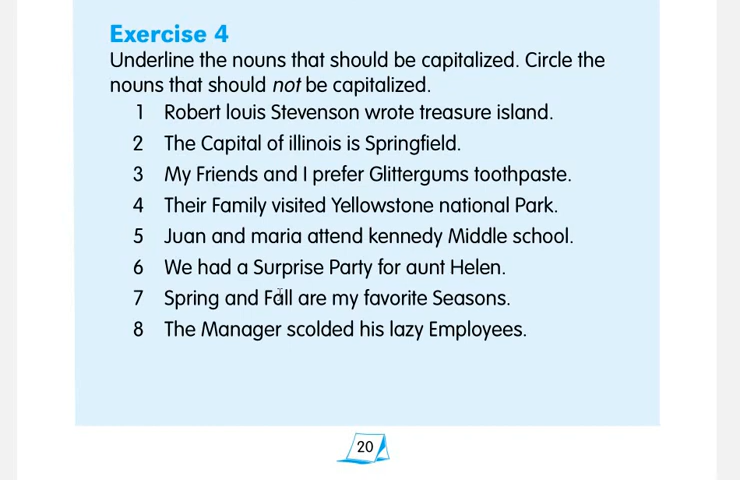 Exercise 4
Underline the nouns that should be capitalized. Circle the
nouns that should not be capitalized.
1 Robert louis Stevenson wrote treasure island.
2 The Capital of illinois is Springfield.
3 My Friends and I prefer Glittergums toothpaste.
4 Their Family visited Yellowstone national Park.
5 Juan and maria attend kennedy Middle school.
6 We had a Surprise Party for aunt Helen.
7 Spring and Fall are my favorite Seasons.
8 The Manager scolded his lazy Employees.
20